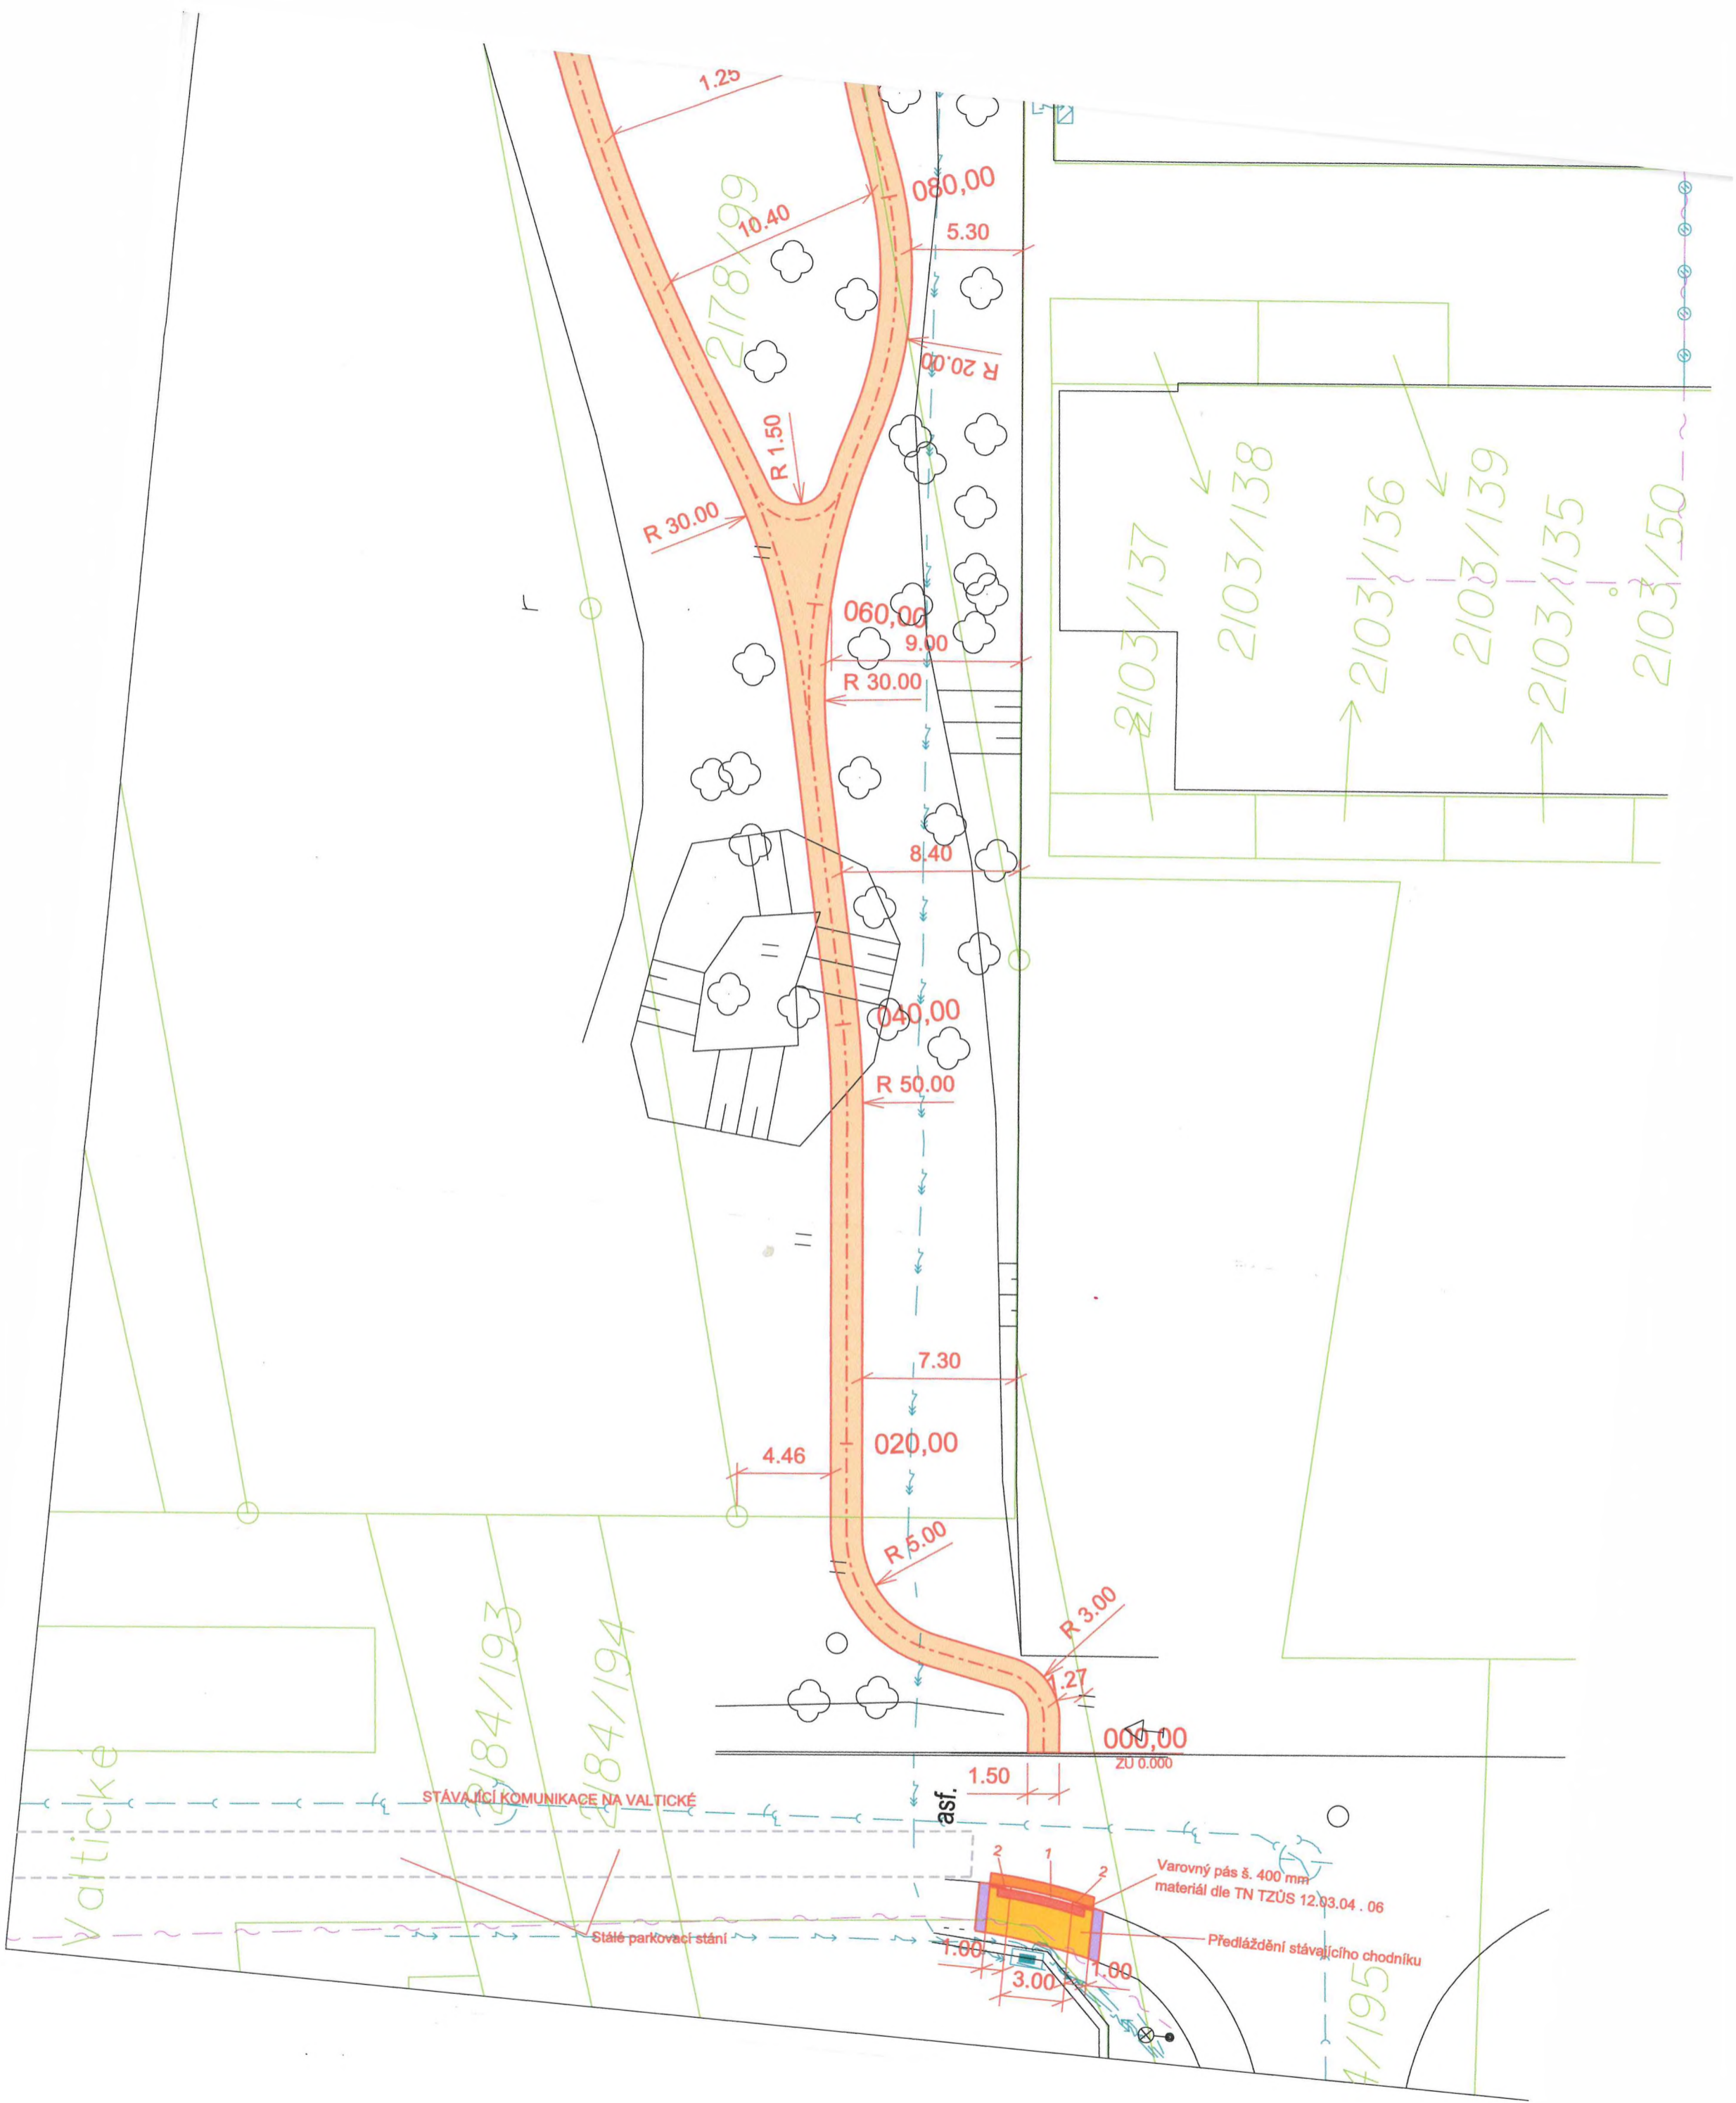 1.25
080,00
2178/99
10.40
5.30
R 20.00
R 1.50
R 30.00
2103/138
2103/139
2103/136
2103/135
2103/50
2103/137
r
060,00
9.00
R 30.00
8.40
040,00
R 50.00
7.30
020,00
4.46
R 5.00
R 3.00
1.27
2184/193
2184/194
000,00
ZÚ 0.000
1.50
asf.
STÁVAJÍCÍ KOMUNIKACE NA VALTICKÉ
Valtické
2
1
2
Varovný pás š. 400 mm
materiál dle TN TZÚS 12.03.04 . 06
Stálé parkovací stání
Předláždění stávajícího chodníku
1.00
3.00
1.00
4/195